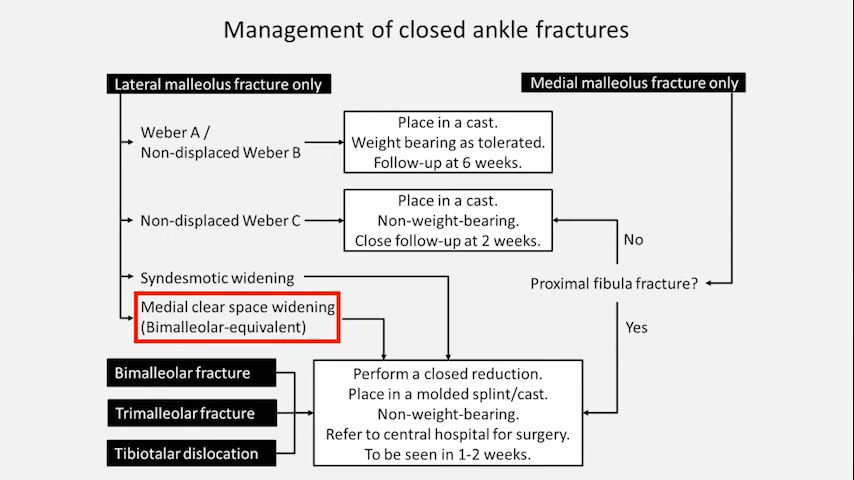 Management of closed ankle fractures
Lateral malleolus fracture only
Medial malleolus fracture only
Weber A /
Non-displaced Weber B
Place in a cast.
Weight bearing as tolerated.
Follow-up at 6 weeks.
Non-displaced Weber C
Place in a cast.
Non-weight-bearing.
Close follow-up at 2 weeks.
No
Syndesmotic widening
Proximal fibula fracture?
Medial clear space widening
(Bimalleolar-equivalent)
Yes
Bimalleolar fracture
Trimalleolar fracture
Tibiotalar dislocation
Perform a closed reduction.
Place in a molded splint/cast.
Non-weight-bearing.
Refer to central hospital for surgery.
To be seen in 1-2 weeks.